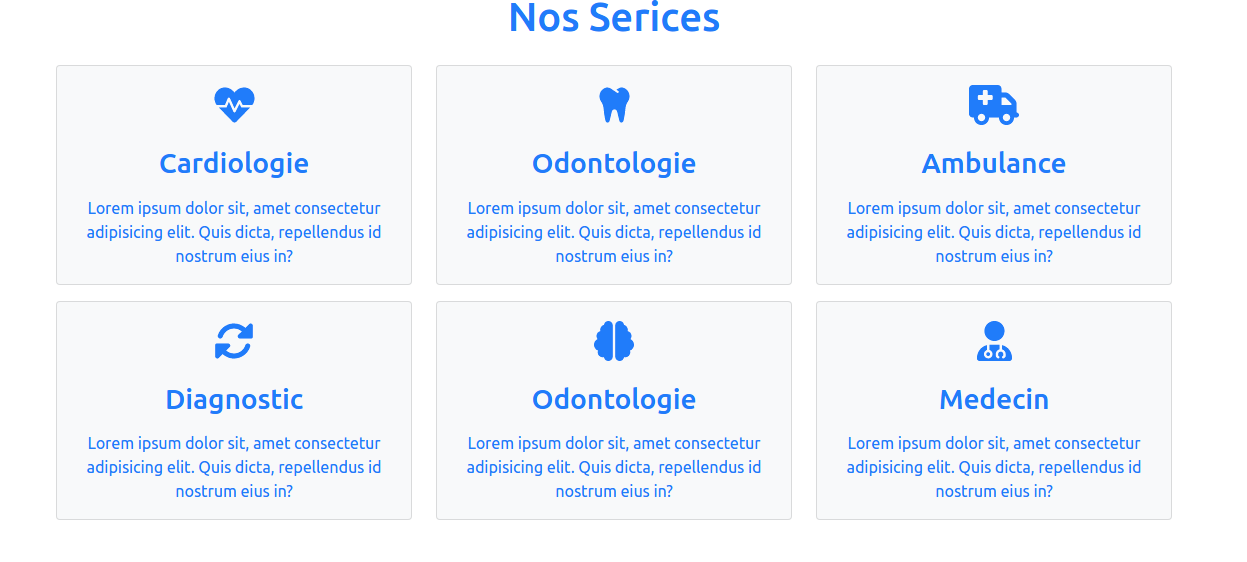 Nos Serices
Cardiologie
Lorem ipsum dolor sit, amet consectetur
adipisicing elit. Quis dicta, repellendus id
nostrum eius in?
Odontologie
Lorem ipsum dolor sit, amet consectetur
adipisicing elit. Quis dicta, repellendus id
nostrum eius in?
Ambulance
Lorem ipsum dolor sit, amet consectetur
adipisicing elit. Quis dicta, repellendus id
nostrum eius in?
Diagnostic
Lorem ipsum dolor sit, amet consectetur
adipisicing elit. Quis dicta, repellendus id
nostrum eius in?
Odontologie
Lorem ipsum dolor sit, amet consectetur
adipisicing elit. Quis dicta, repellendus id
nostrum eius in?
Medecin
Lorem ipsum dolor sit, amet consectetur
adipisicing elit. Quis dicta, repellendus id
nostrum eius in?